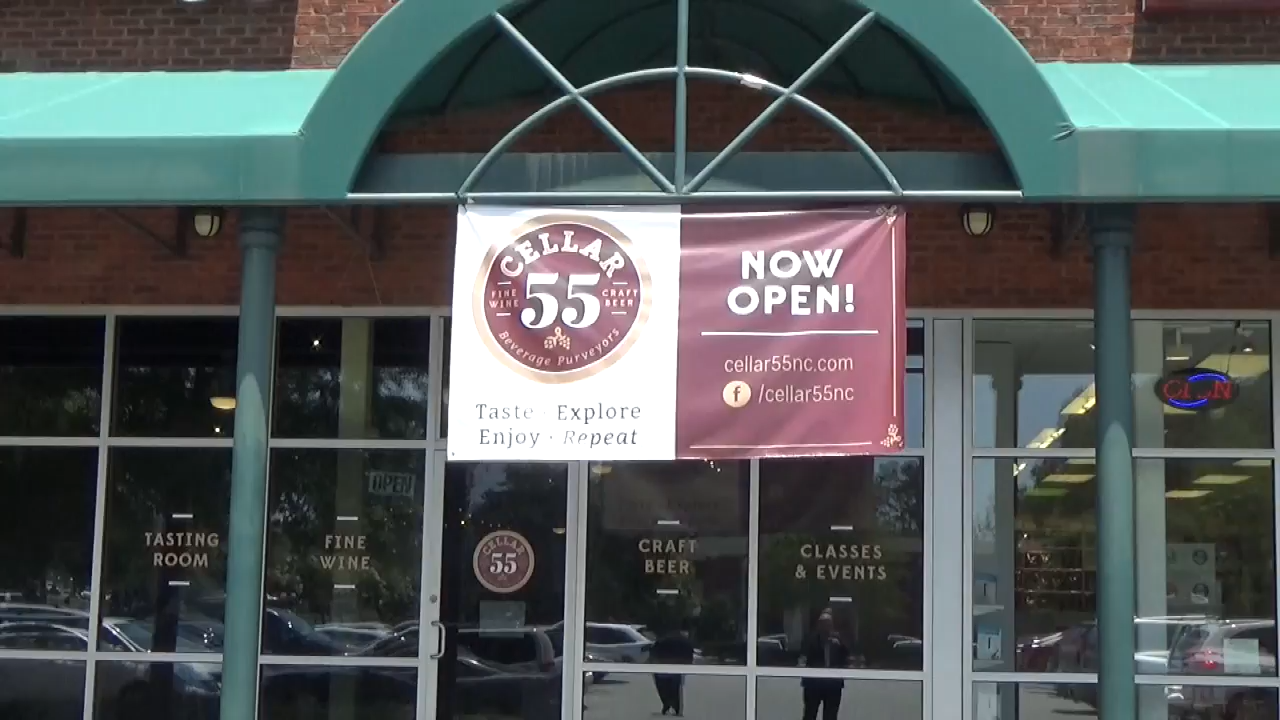 CELLAR
55
FINE WINE
CRAFT BEER
Beverage Purveyors
Taste · Explore
Enjoy · Repeat
NOW
OPEN!
cellar55nc.com
f /cellar55nc
OPEN
OPEN
TASTING
ROOM
FINE
WINE
CELLAR
55
CRAFT
BEER
CLASSES
& EVENTS